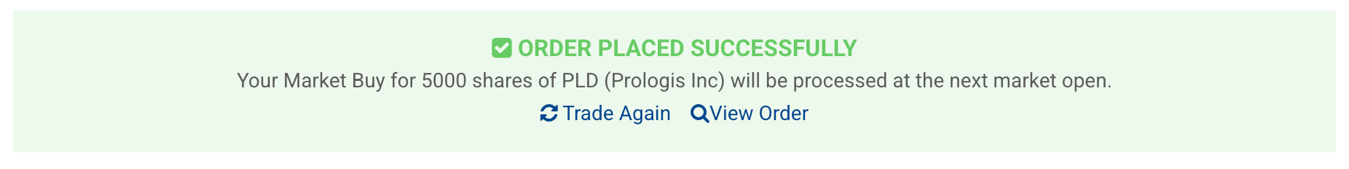 ORDER PLACED SUCCESSFULLY
Your Market Buy for 5000 shares of PLD (Prologis Inc) will be processed at the next market open.
Trade Again View Order